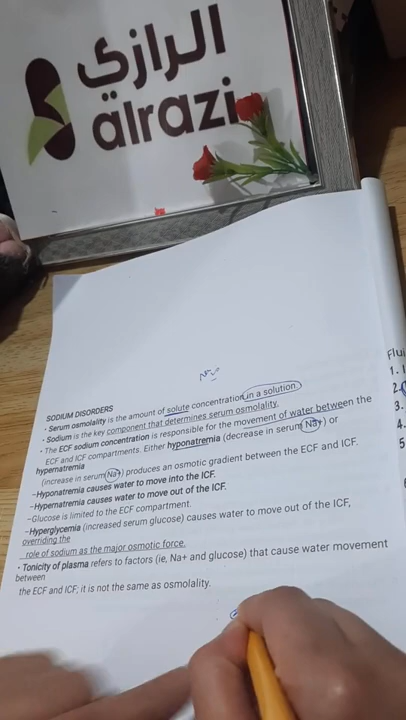 الرازي
alrazi
SODIUM DISORDERS
• Serum osmolality is the amount of solute concentration in a solution.
• Sodium is the key component that determines serum osmolality.
• The ECF sodium concentration is responsible for the movement of water between the
ECF and ICF compartments. Either hyponatremia (decrease in serum Na+) or
hypernatremia
(increase in serum Na+) produces an osmotic gradient between the ECF and ICF.
–Hyponatremia causes water to move into the ICF.
–Hypernatremia causes water to move out of the ICF.
–Glucose is limited to the ECF compartment.
–Hyperglycemia (increased serum glucose) causes water to move out of the ICF,
overriding the
role of sodium as the major osmotic force.
• Tonicity of plasma refers to factors (ie, Na+ and glucose) that cause water movement
between
the ECF and ICF; it is not the same as osmolality.
Flui
1.
2.
3.
4.
5